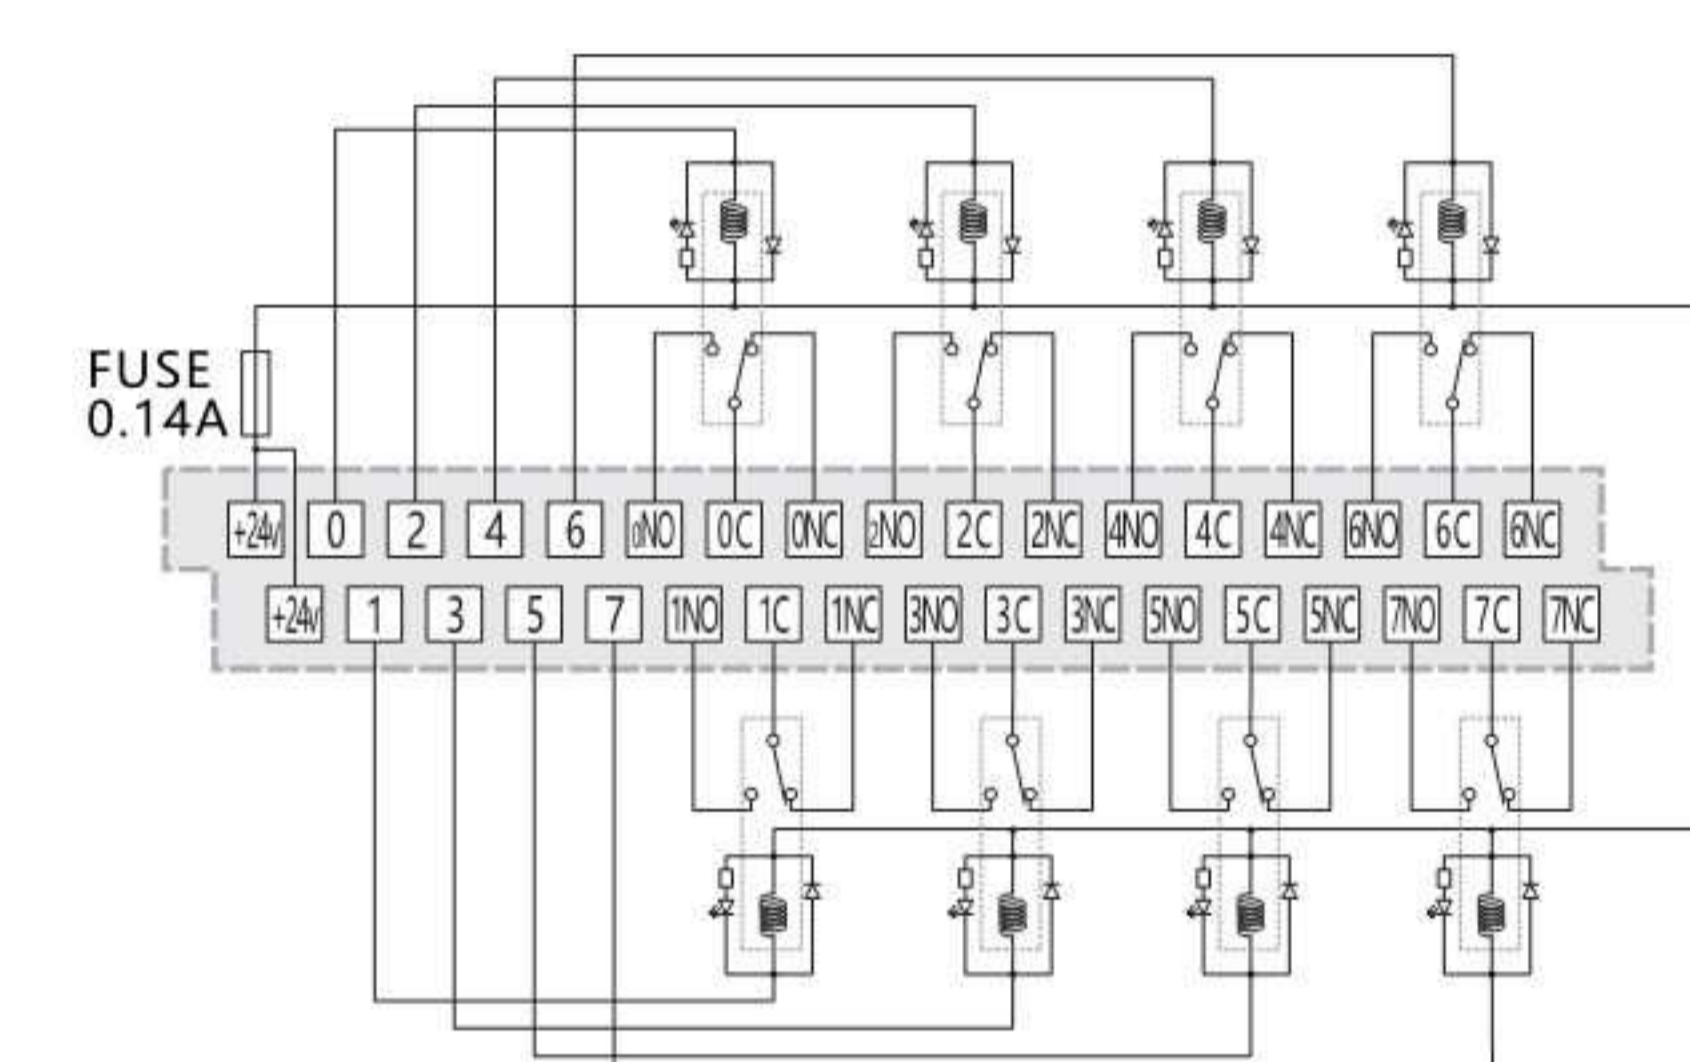 FUSE
0.14A
+24v 0 2 4 6 0NO 0C 0NC 2NO 2C 2NC 4NO 4C 4NC 6NO 6C 6NC
+24v 1 3 5 7 1NO 1C 1NC 3NO 3C 3NC 5NO 5C 5NC 7NO 7C 7NC